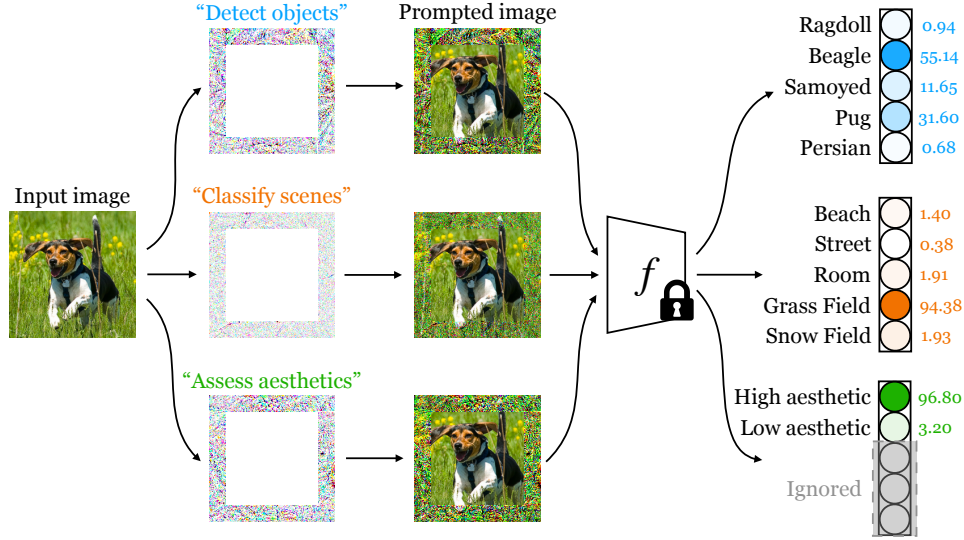 “Detect objects”
Prompted image
Input image
“Classify scenes”
“Assess aesthetics“
f
Ragdoll 0.94
Beagle 55.14
Samoyed 11.65
Pug 31.60
Persian 0.68
Beach 1.40
Street 0.38
Room 1.91
Grass Field 94.38
Snow Field 1.93
High aesthetic 96.80
Low aesthetic 3.20
Ignored